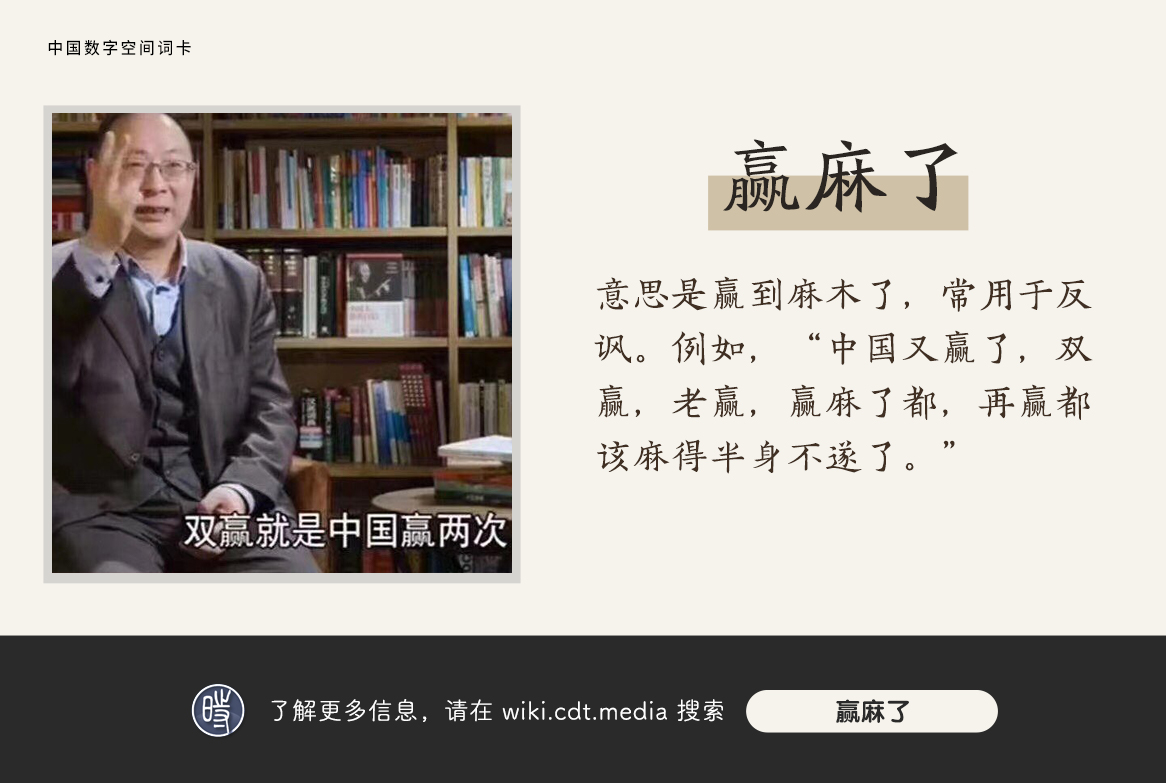 中国数字空间词卡
赢麻了
意思是赢到麻木了，常用于反
讽。例如，“中国又赢了，双
赢，老赢，赢麻了都，再赢都
该麻得半身不遂了。”
双赢就是中国赢两次
了解更多信息，请在 wiki.cdt.media 搜索
赢麻了